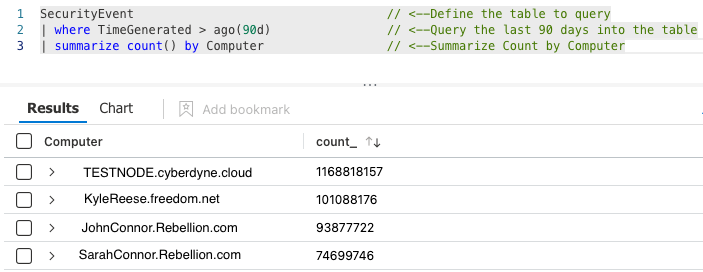 1 SecurityEvent // <--Define the table to query
2 | where TimeGenerated > ago(90d) // <--Query the last 90 days into the table
3 | summarize count() by Computer // <--Summarize Count by Computer
...
Results Chart Add bookmark
Computer count_ ↑↓
TESTNODE.cyberdyne.cloud 1168818157
KyleReese.freedom.net 101088176
JohnConnor.Rebellion.com 93877722
SarahConnor.Rebellion.com 74699746